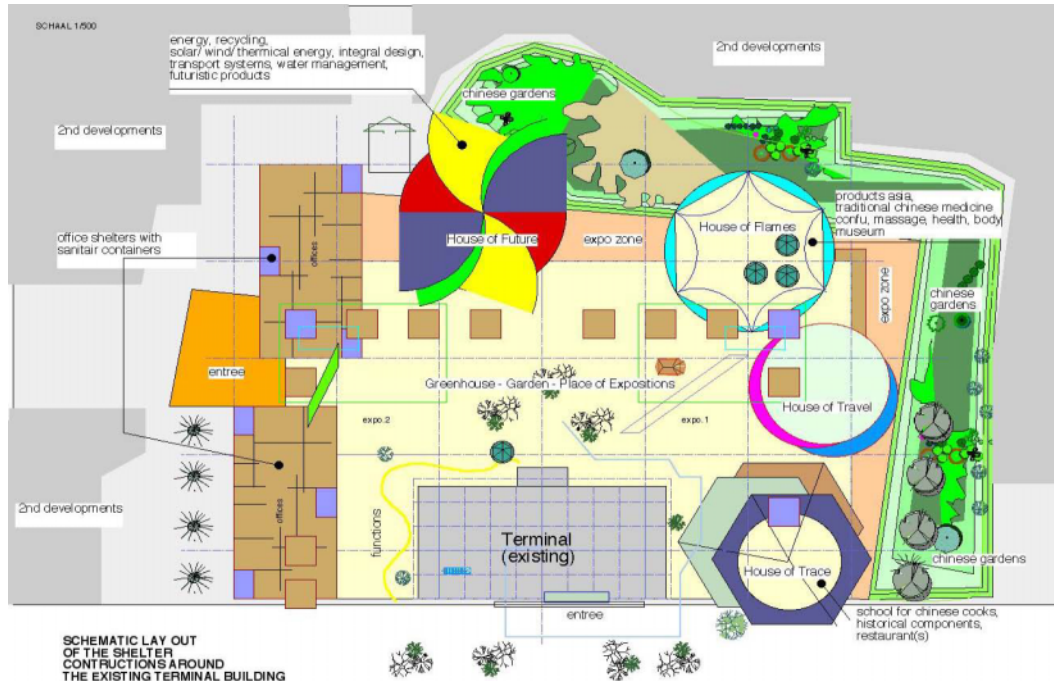 SCHAAL 1/500
energy, recycling,
solar/ wind/ thermical energy, integral design,
transport systems, water management,
futuristic products
2nd developments
chinese gardens
2nd developments
products asia,
traditional chinese medicine
confu, massage, health, body
museum
House of Flames
office shelters with
sanitair containers
offices
House of Future
expo zone
expo zone
chinese
gardens
entree
Greenhouse - Garden - Place of Expositions
House of Travel
expo.2
expo.1
2nd developments
offices
functions
Terminal
(existing)
House of Trace
chinese gardens
entree
school for chinese cooks,
historical components,
restaurant(s)
SCHEMATIC LAY OUT
OF THE SHELTER
CONTRUCTIONS AROUND
THE EXISTING TERMINAL BUILDING